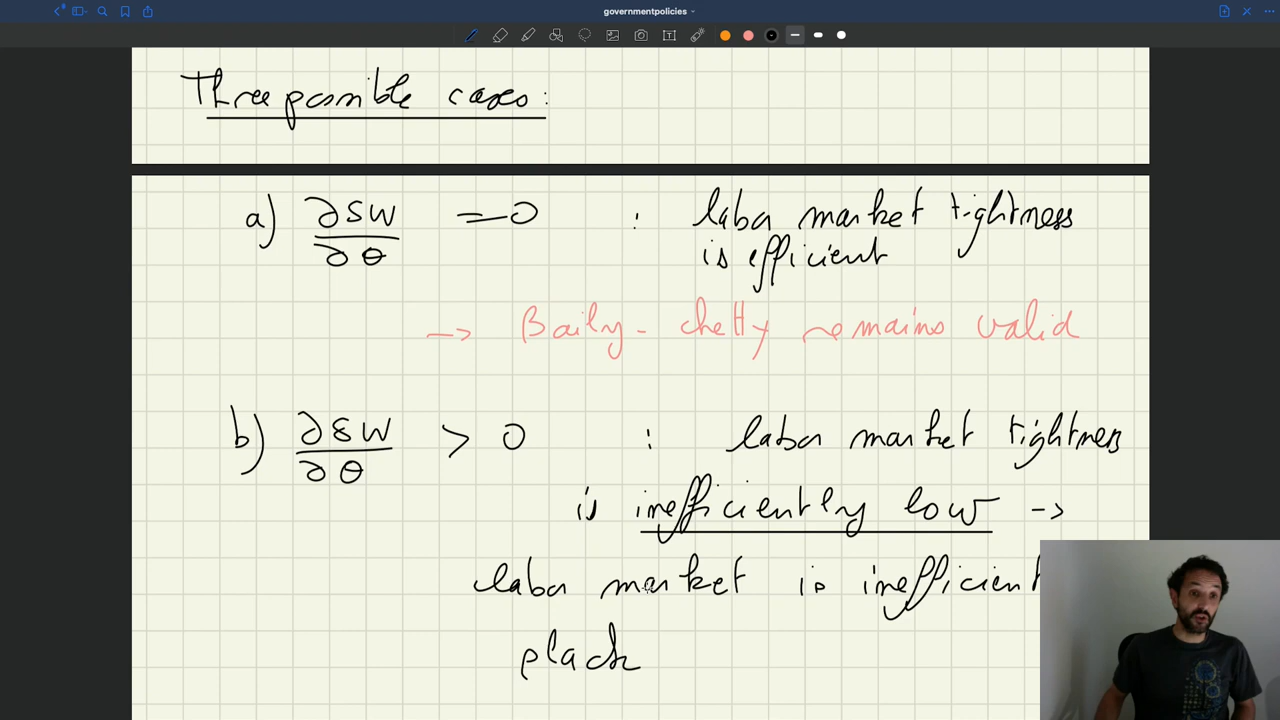 governmentpolicies
Three possible cases:
a) ∂SW/∂θ = 0 : labor market tightness
is efficient
→ Baily-Chetty remains valid
b) ∂SW/∂θ > 0 : labor market tightness
is inefficiently low →
labor market is inefficient
slack